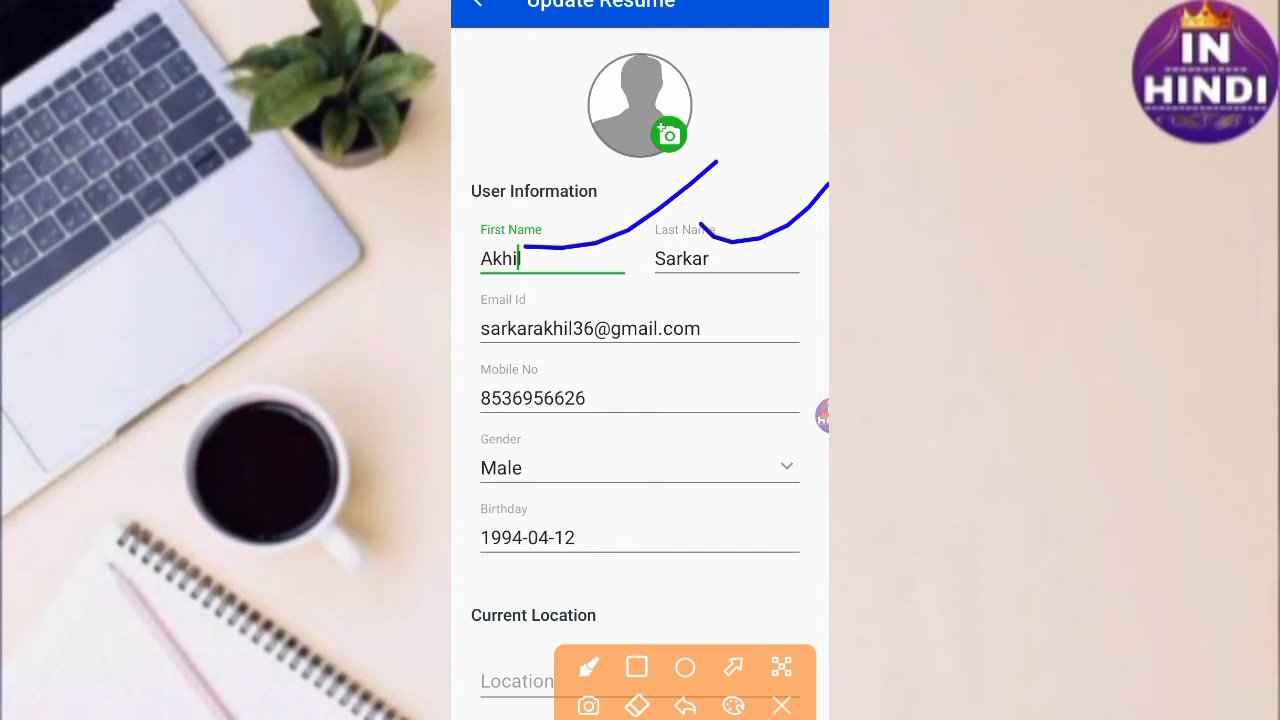 Update Resume
IN
HINDI
User Information
First Name
Last Name
Akhil
Sarkar
Email Id
sarkarakhil36@gmail.com
Mobile No
8536956626
Gender
Male
Birthday
1994-04-12
Current Location
Location